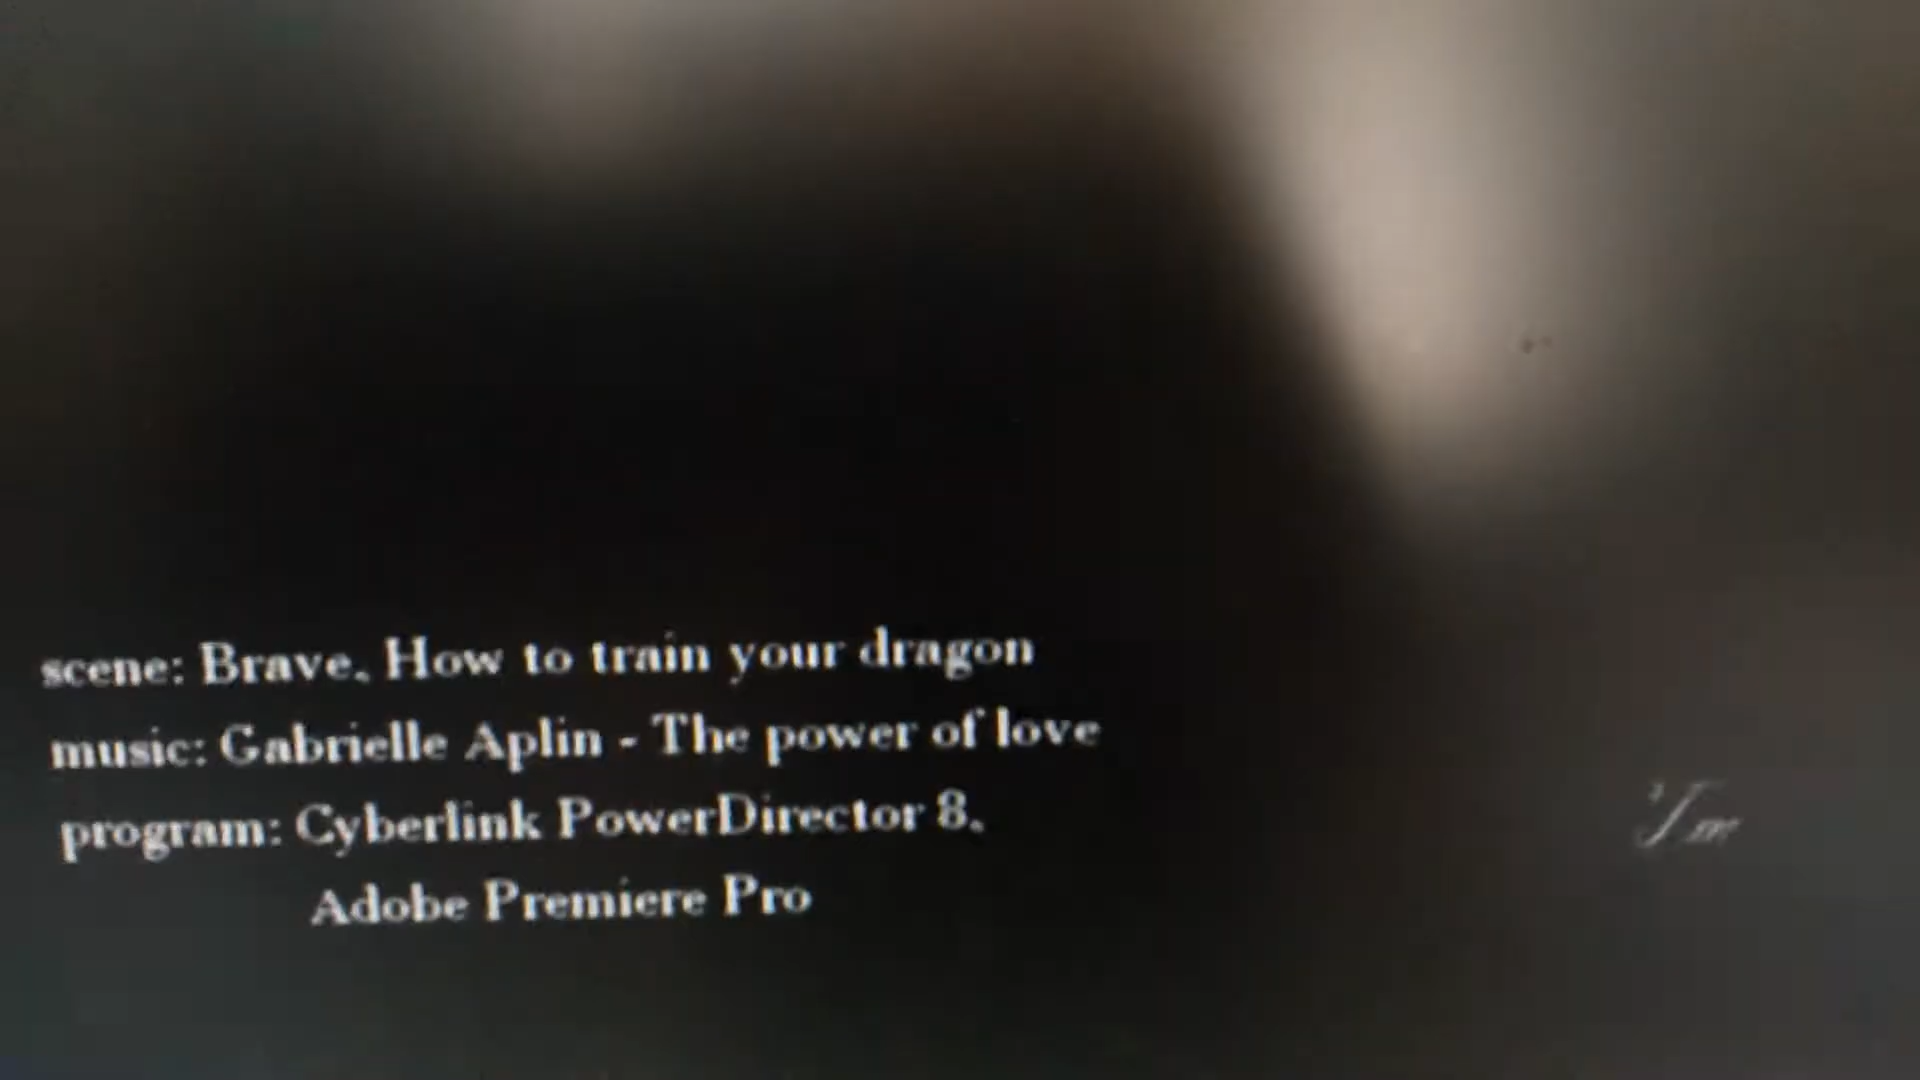 scene: Brave, How to train your dragon
music: Gabrielle Aplin - The power of love
program: Cyberlink PowerDirector 8,
Adobe Premiere Pro